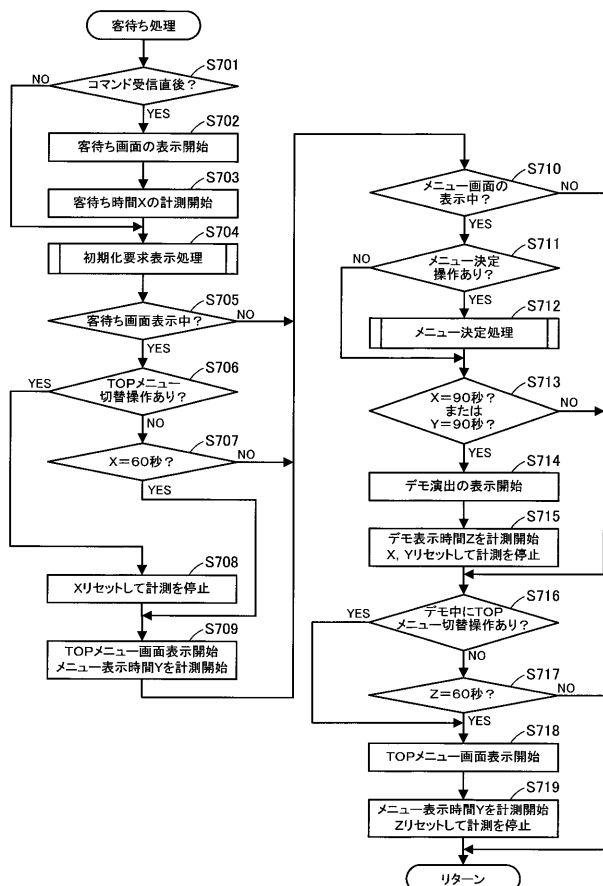 客待ち処理
S701
NO
コマンド受信直後?
YES
S702
客待ち画面の表示開始
S703
客待ち時間Xの計測開始
S704
初期化要求表示処理
S705
客待ち画面表示中?
NO
YES
S706
YES
TOPメニュー
切替操作あり?
NO
S707
X=60秒?
NO
YES
S708
Xリセットして計測を停止
S709
TOPメニュー画面表示開始
メニュー表示時間Yを計測開始
S710
メニュー画面の
表示中?
NO
YES
S711
NO
メニュー決定
操作あり?
YES
S712
メニュー決定処理
S713
X=90秒?
または
Y=90秒?
NO
YES
S714
デモ演出の表示開始
S715
デモ表示時間Zを計測開始
X,Yリセットして計測を停止
S716
YES
デモ中にTOP
メニュー切替操作あり?
NO
S717
Z=60秒?
NO
YES
S718
TOPメニュー画面表示開始
S719
メニュー表示時間Yを計測開始
Zリセットして計測を停止
リターン